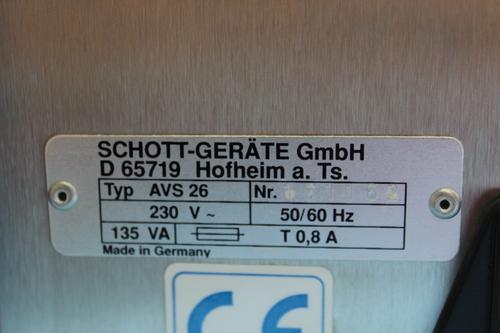 SCHOTT-GERÄTE GmbH
D 65719 Hofheim a. Ts.
Typ AVS 26 Nr.
230 V ~ 50/60 Hz
135 VA T 0,8 A
Made in Germany
CE